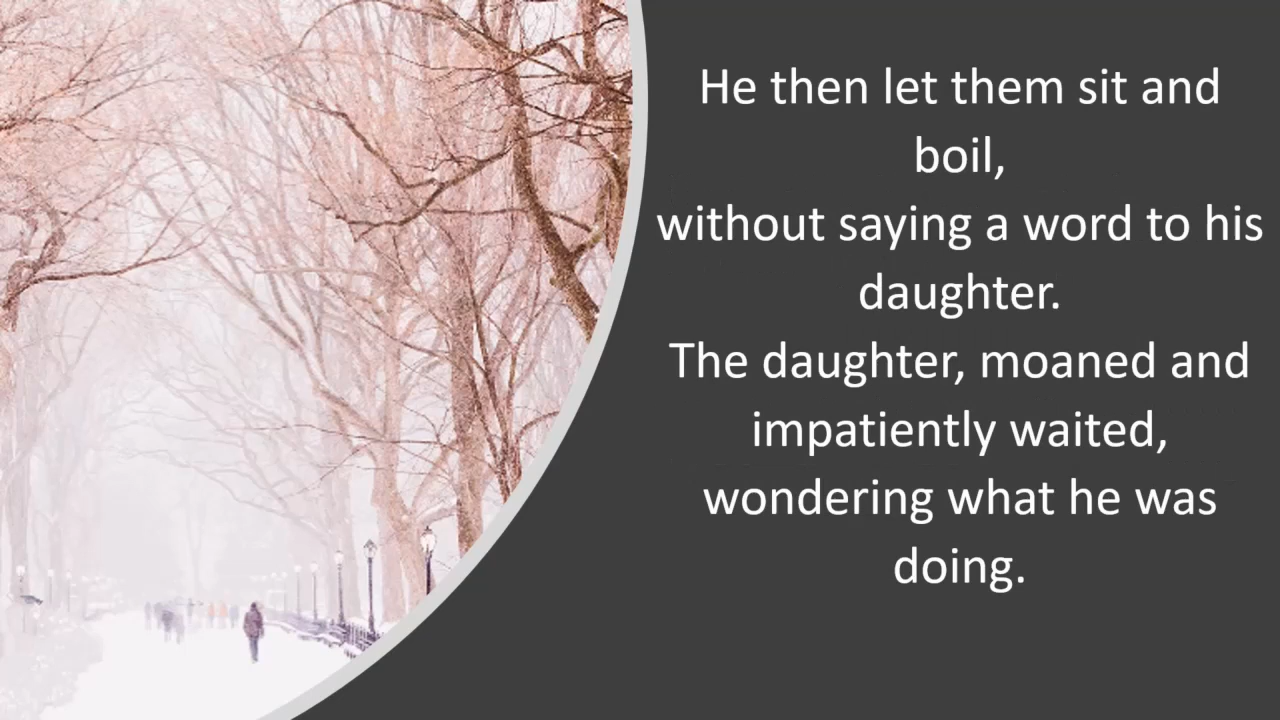 He then let them sit and
boil,
without saying a word to his
daughter.
The daughter, moaned and
impatiently waited,
wondering what he was
doing.